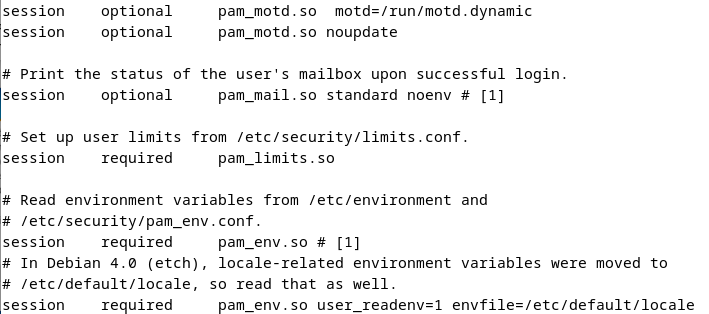 session    optional     pam_motd.so  motd=/run/motd.dynamic
session    optional     pam_motd.so noupdate

# Print the status of the user's mailbox upon successful login.
session    optional     pam_mail.so standard noenv # [1]

# Set up user limits from /etc/security/limits.conf.
session    required     pam_limits.so

# Read environment variables from /etc/environment and
# /etc/security/pam_env.conf.
session    required     pam_env.so # [1]
# In Debian 4.0 (etch), locale-related environment variables were moved to
# /etc/default/locale, so read that as well.
session    required     pam_env.so user_readenv=1 envfile=/etc/default/locale